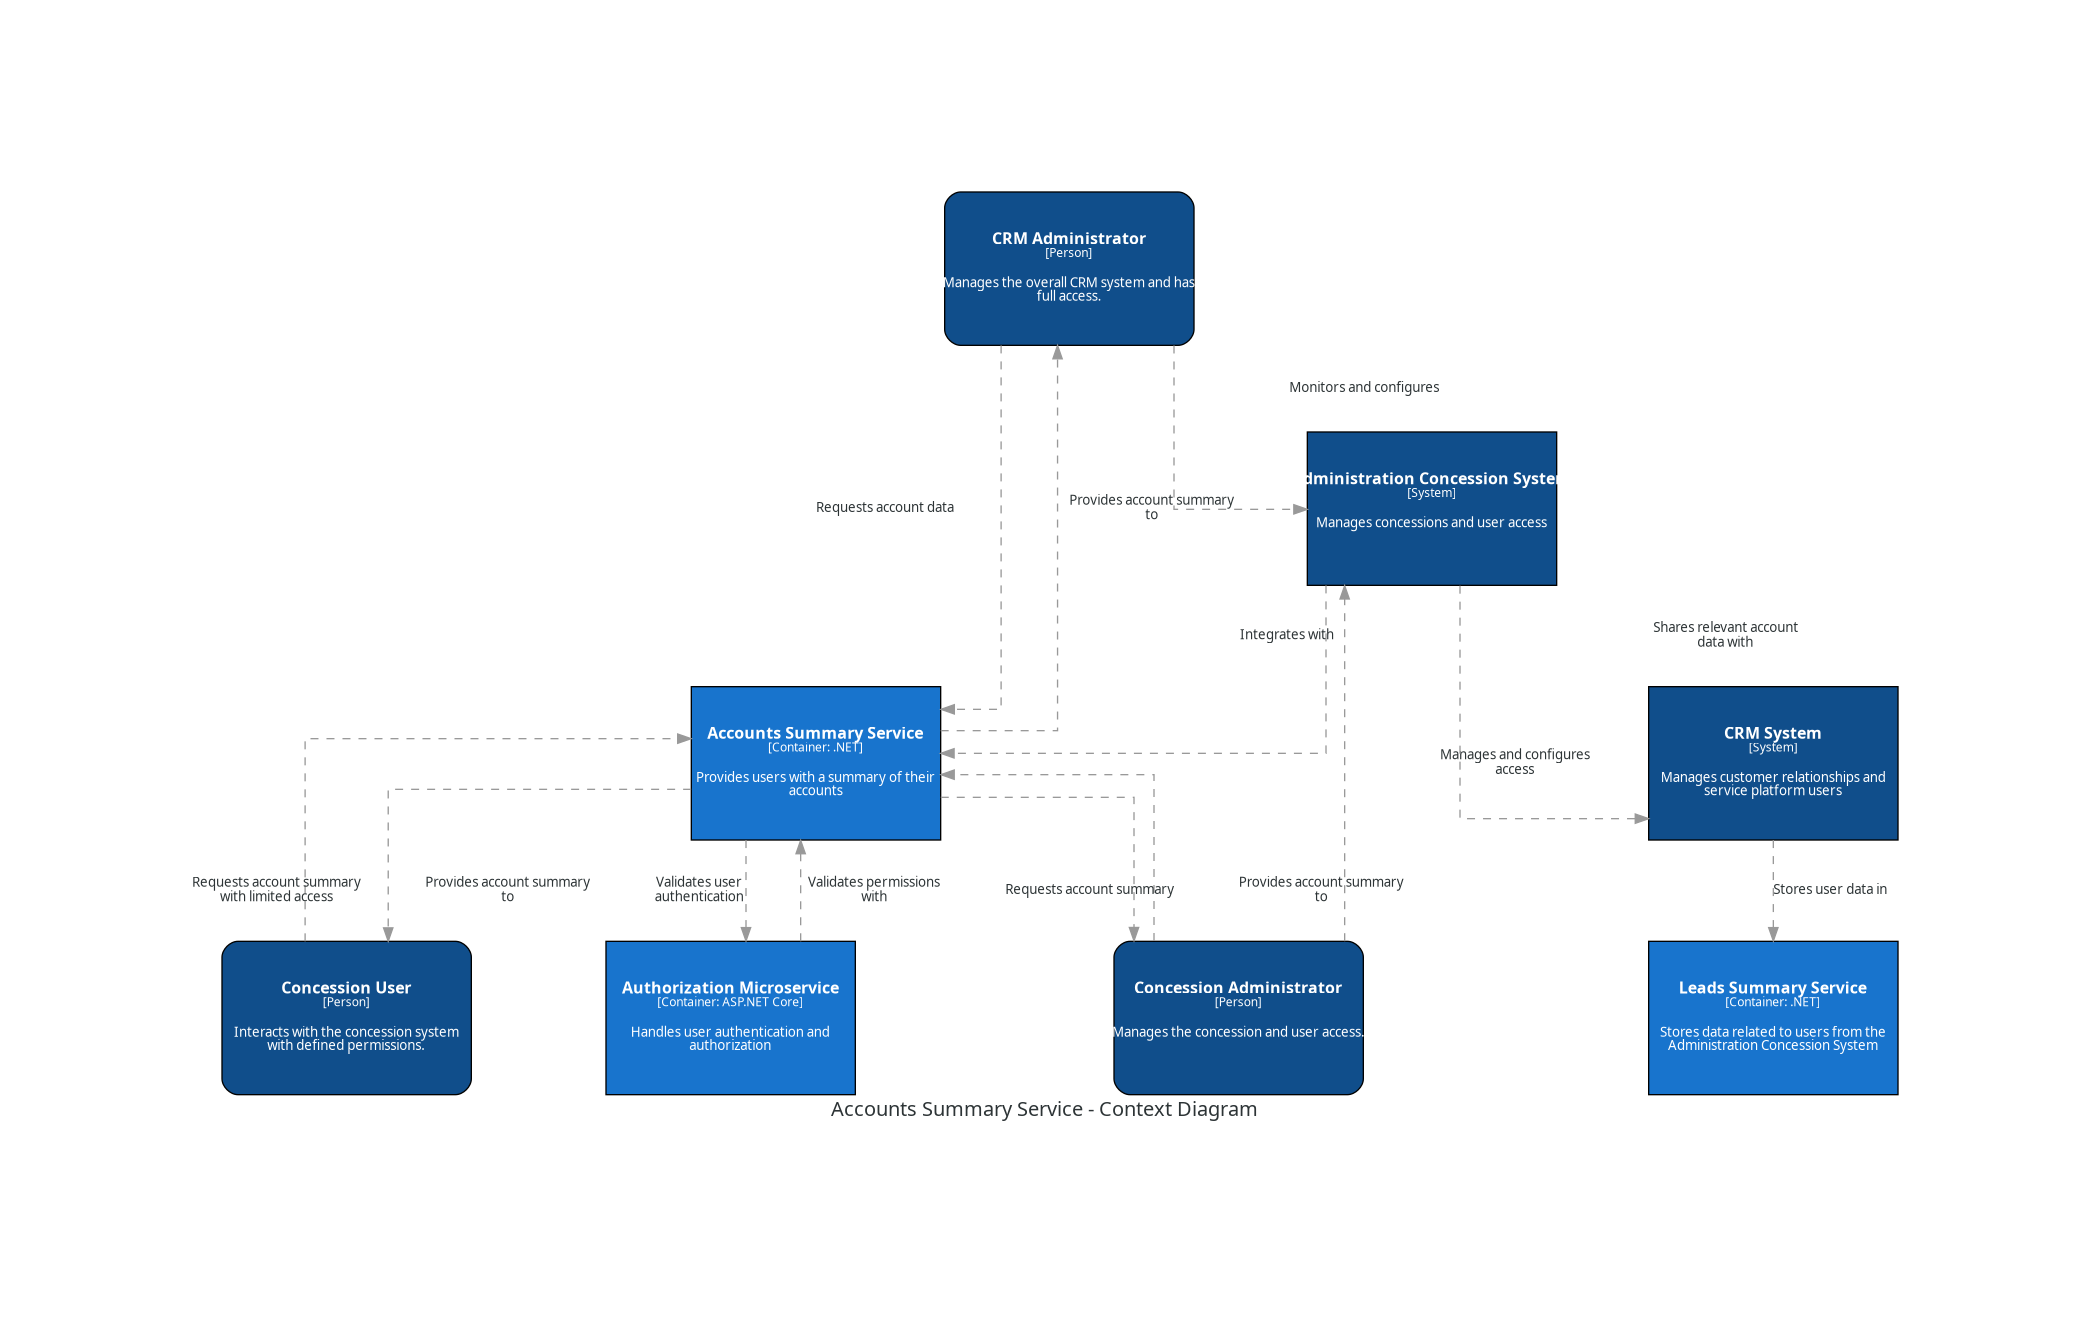 CRM Administrator
[Person]
Manages the overall CRM system and has
full access.
Monitors and configures
dministration Concession System
[System]
Manages concessions and user access
Requests account data
Provides account summary
to
Integrates with
Shares relevant account
data with
Accounts Summary Service
[Container: .NET]
Provides users with a summary of their
accounts
CRM System
[System]
Manages customer relationships and
service platform users
Manages and configures
access
Requests account summary
with limited access
Provides account summary
to
Validates user
authentication
Validates permissions
with
Requests account summary
Provides account summary
to
Stores user data in
Concession User
[Person]
Interacts with the concession system
with defined permissions.
Authorization Microservice
[Container: ASP.NET Core]
Handles user authentication and
authorization
Concession Administrator
[Person]
Manages the concession and user access.
Leads Summary Service
[Container: .NET]
Stores data related to users from the
Administration Concession System
Accounts Summary Service - Context Diagram